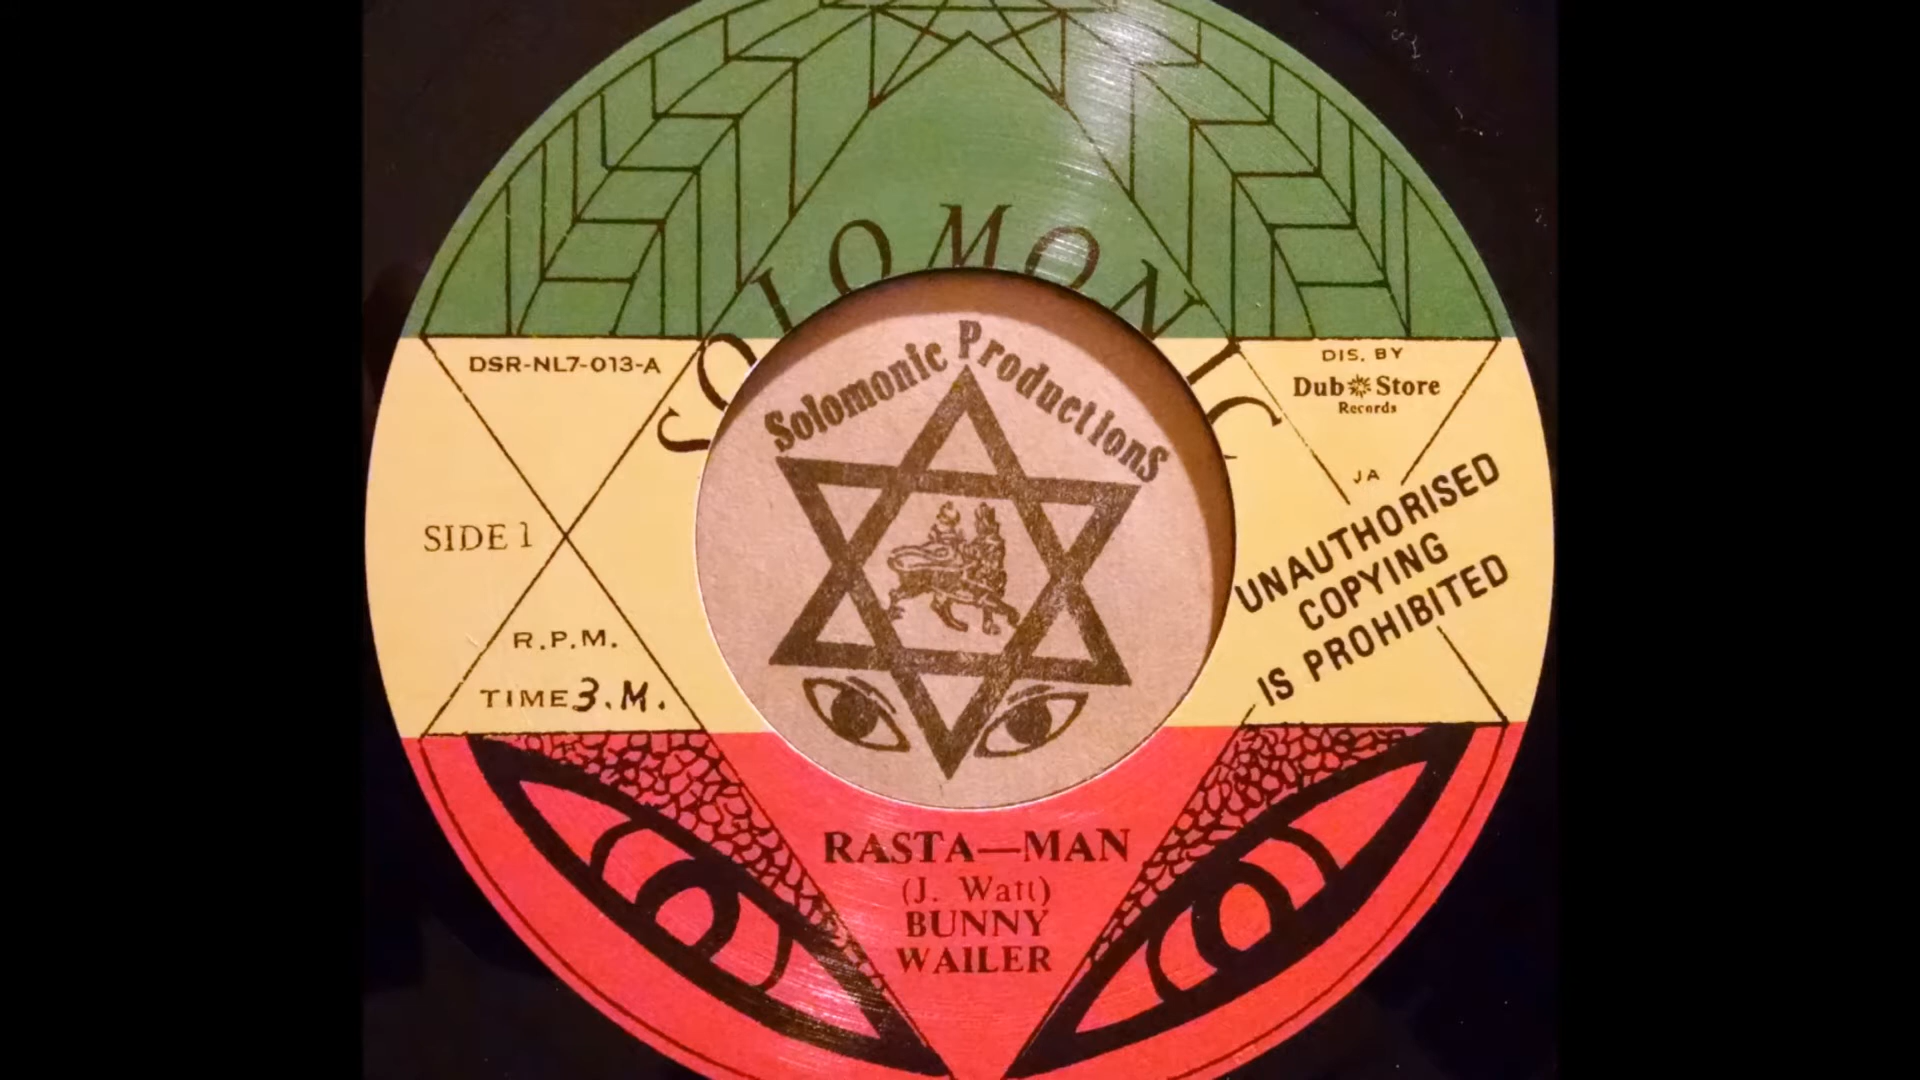 SOLOMONIC
Solomonic ProductionS
DSR-NL7-013-A
DIS. BY
Dub Store
Records
JA
SIDE 1
UNAUTHORISED
COPYING
IS PROHIBITED
R.P.M.
TIME 3.M.
RASTA—MAN
(J. Watt)
BUNNY
WAILER